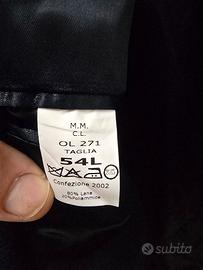 M.M.
C.L.
OL 271
TAGLIA
54L
Confezione 2002
80% Lana
20% Poliammide
subito